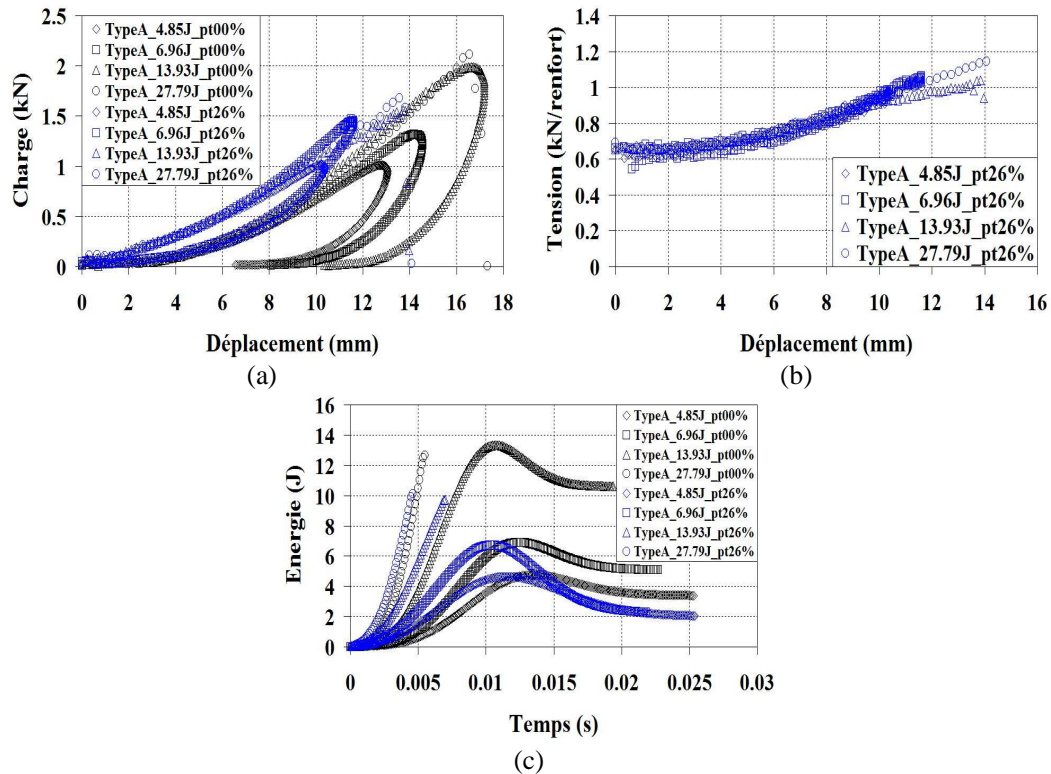 2.5
2
1.5
1
0.5
0
Charge (kN)
TypeA_4.85J_pt00%
TypeA_6.96J_pt00%
TypeA_13.93J_pt00%
TypeA_27.79J_pt00%
TypeA_4.85J_pt26%
TypeA_6.96J_pt26%
TypeA_13.93J_pt26%
TypeA_27.79J_pt26%
0 2 4 6 8 10 12 14 16 18
Déplacement (mm)
(a)
1.4
1.2
1
0.8
0.6
0.4
0.2
0
Tension (kN/renfort)
TypeA_4.85J_pt26%
TypeA_6.96J_pt26%
TypeA_13.93J_pt26%
TypeA_27.79J_pt26%
0 2 4 6 8 10 12 14 16
Déplacement (mm)
(b)
16
14
12
10
8
6
4
2
0
Energie (J)
TypeA_4.85J_pt00%
TypeA_6.96J_pt00%
TypeA_13.93J_pt00%
TypeA_27.79J_pt00%
TypeA_4.85J_pt26%
TypeA_6.96J_pt26%
TypeA_13.93J_pt26%
TypeA_27.79J_pt26%
0 0.005 0.01 0.015 0.02 0.025 0.03
Temps (s)
(c)